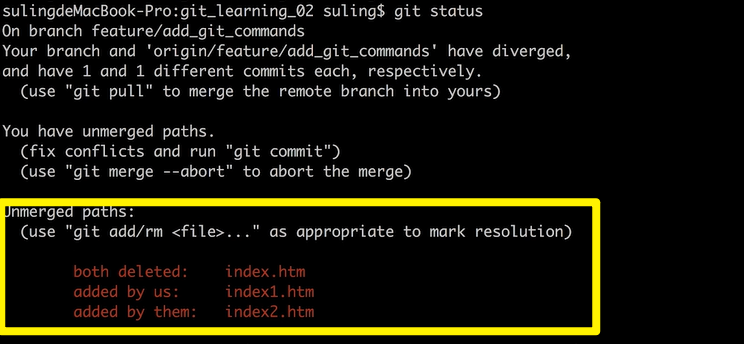 sulingdeMacBook-Pro:git_learning_02 suling$ git status
On branch feature/add_git_commands
Your branch and 'origin/feature/add_git_commands' have diverged,
and have 1 and 1 different commits each, respectively.
  (use "git pull" to merge the remote branch into yours)
You have unmerged paths.
  (fix conflicts and run "git commit")
  (use "git merge --abort" to abort the merge)
Unmerged paths:
  (use "git add/rm <file>..." as appropriate to mark resolution)
        both deleted:    index.htm
        added by us:     index1.htm
        added by them:   index2.htm